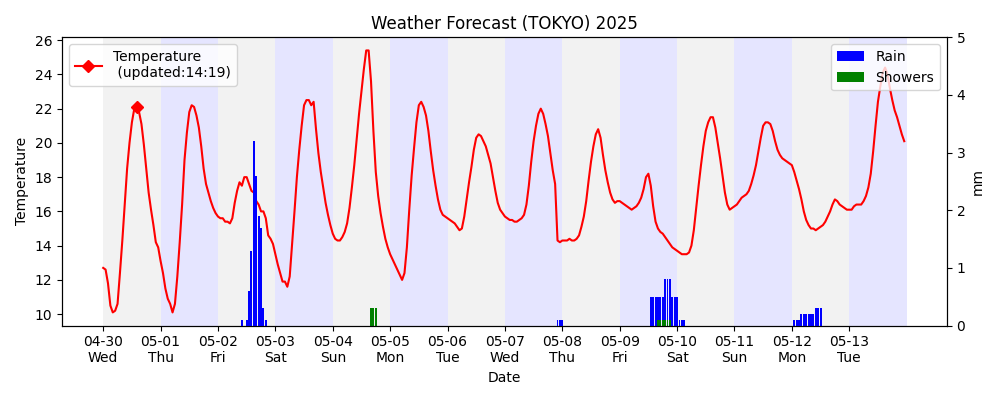 Weather Forecast (TOKYO) 2025
Temperature
(updated:14:19)
Rain
Showers
Temperature
26
24
22
20
18
16
14
12
10
5
4
3
2
1
0
mm
04-30 05-01 05-02 05-03 05-04 05-05 05-06 05-07 05-08 05-09 05-10 05-11 05-12 05-13
Wed Thu Fri Sat Sun Mon Tue Wed Thu Fri Sat Sun Mon Tue
Date